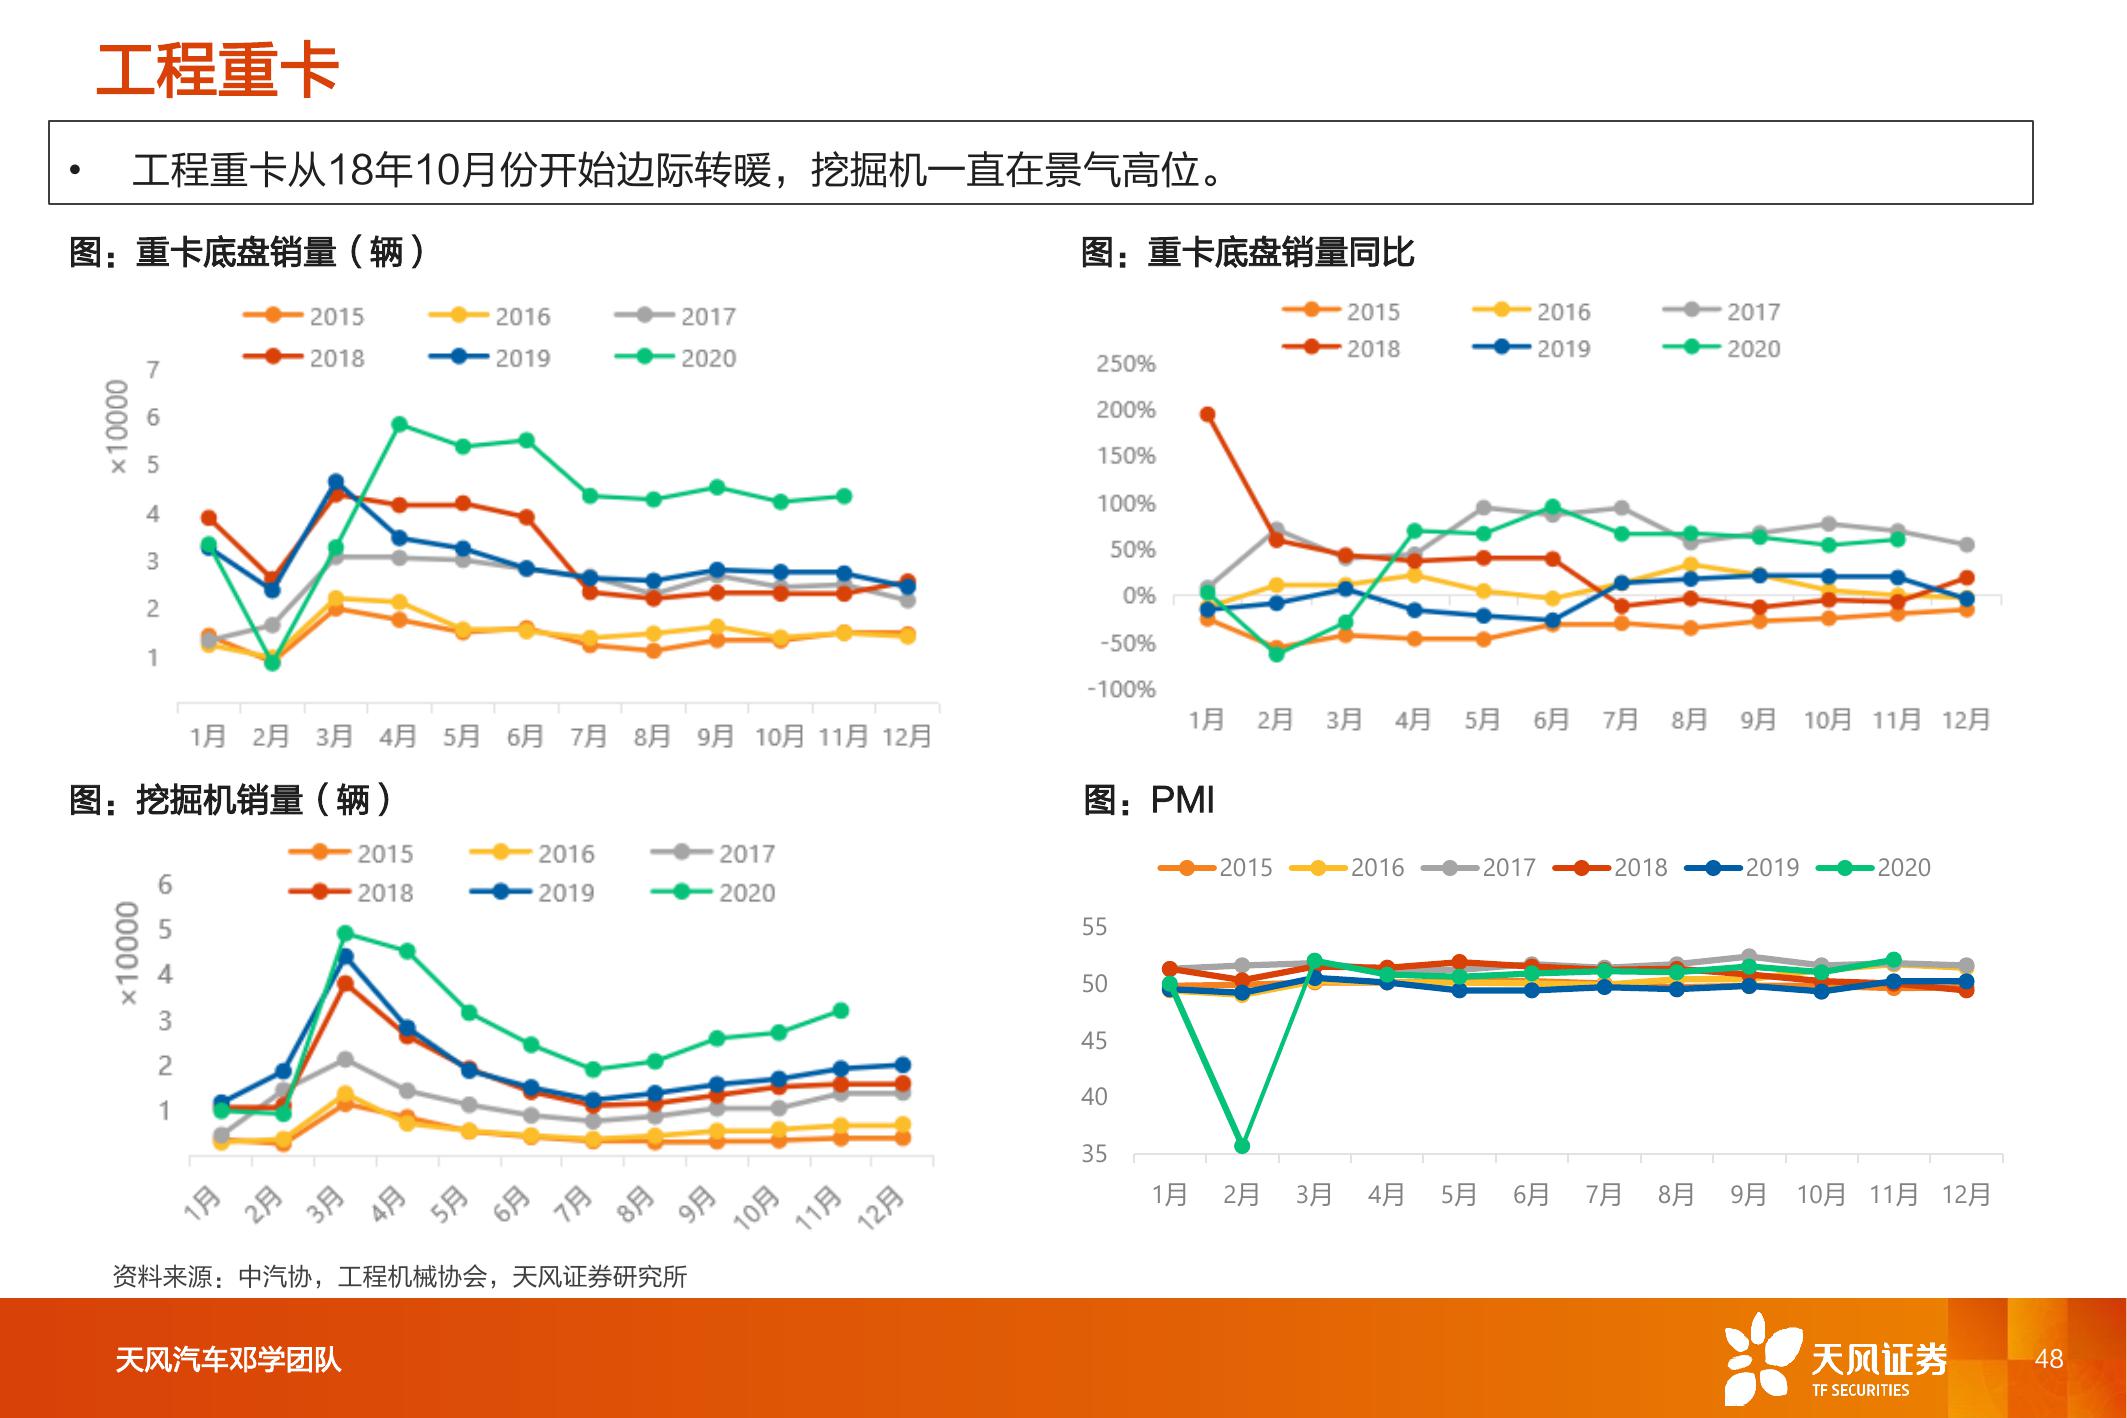 工程重卡
• 工程重卡从18年10月份开始边际转暖，挖掘机一直在景气高位。
图：重卡底盘销量（辆）
2015 2016 2017
2018 2019 2020
×10000
7
6
5
4
3
2
1
1月 2月 3月 4月 5月 6月 7月 8月 9月 10月 11月 12月
图：重卡底盘销量同比
2015 2016 2017
2018 2019 2020
250%
200%
150%
100%
50%
0%
-50%
-100%
1月 2月 3月 4月 5月 6月 7月 8月 9月 10月 11月 12月
图：挖掘机销量（辆）
2015 2016 2017
2018 2019 2020
×10000
6
5
4
3
2
1
1月 2月 3月 4月 5月 6月 7月 8月 9月 10月 11月 12月
图：PMI
2015 2016 2017 2018 2019 2020
55
50
45
40
35
1月 2月 3月 4月 5月 6月 7月 8月 9月 10月 11月 12月
资料来源：中汽协，工程机械协会，天风证券研究所
天风汽车邓学团队
天风证券
TF SECURITIES
48